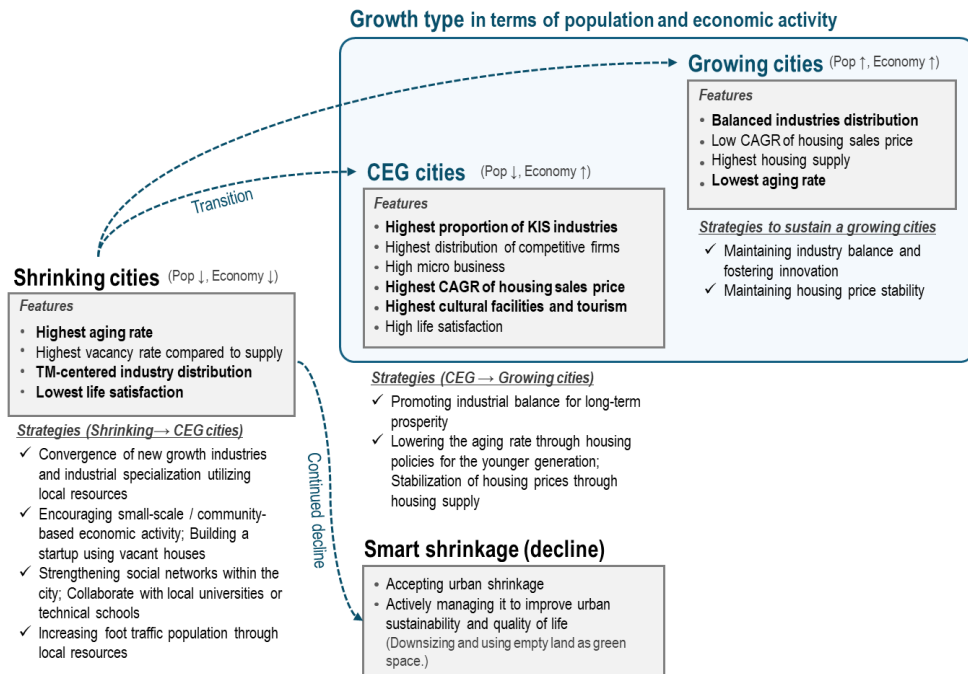 Growth type in terms of population and economic activity
Growing cities (Pop ↑, Economy ↑)
Features
• Balanced industries distribution
• Low CAGR of housing sales price
• Highest housing supply
• Lowest aging rate
Strategies to sustain a growing cities
✓ Maintaining industry balance and
fostering innovation
✓ Maintaining housing price stability
CEG cities (Pop ↓, Economy ↑)
Features
• Highest proportion of KIS industries
• Highest distribution of competitive firms
• High micro business
• Highest CAGR of housing sales price
• Highest cultural facilities and tourism
• High life satisfaction
Strategies (CEG → Growing cities)
✓ Promoting industrial balance for long-term
prosperity
✓ Lowering the aging rate through housing
policies for the younger generation;
Stabilization of housing prices through
housing supply
Transition
Shrinking cities (Pop ↓, Economy ↓)
Features
• Highest aging rate
• Highest vacancy rate compared to supply
• TM-centered industry distribution
• Lowest life satisfaction
Strategies (Shrinking→ CEG cities)
✓ Convergence of new growth industries
and industrial specialization utilizing
local resources
✓ Encouraging small-scale / community-
based economic activity; Building a
startup using vacant houses
✓ Strengthening social networks within the
city; Collaborate with local universities or
technical schools
✓ Increasing foot traffic population through
local resources
Continued decline
Smart shrinkage (decline)
• Accepting urban shrinkage
• Actively managing it to improve urban
sustainability and quality of life
(Downsizing and using empty land as green
space.)